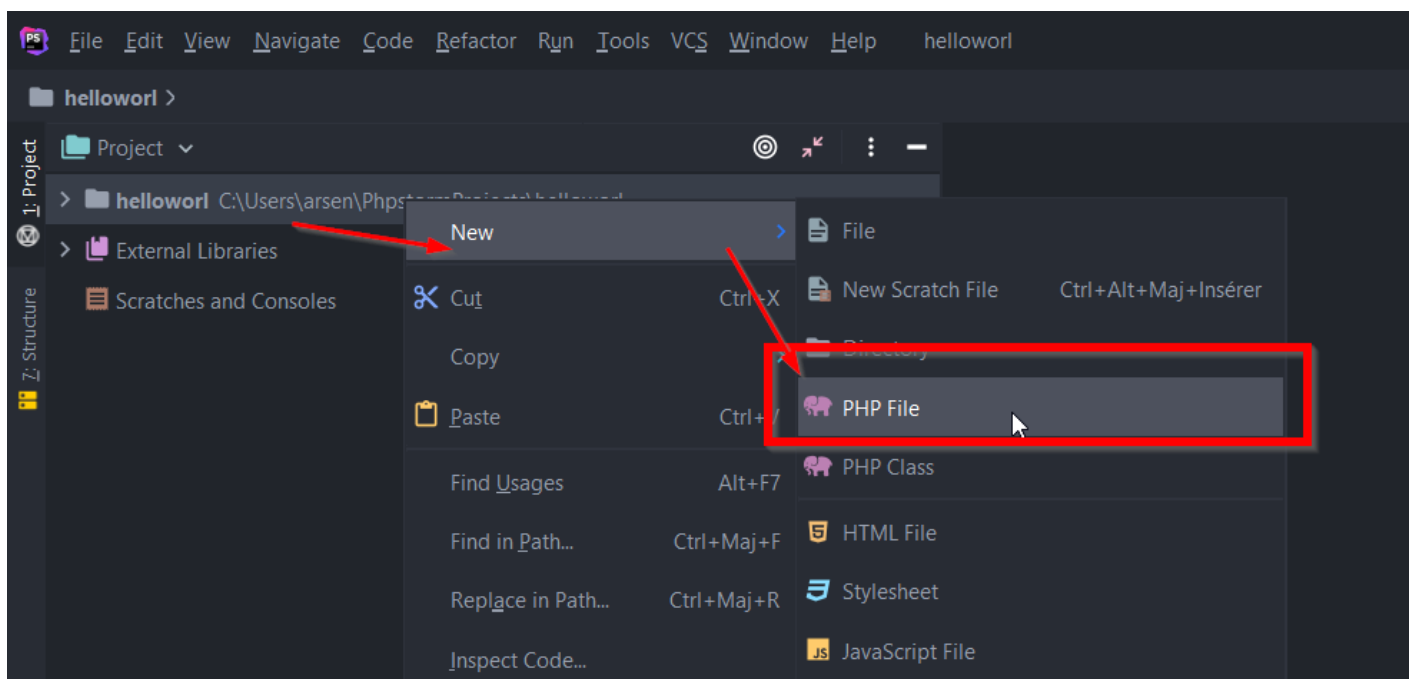 PS File Edit View Navigate Code Refactor Run Tools VCS Window Help helloworl
helloworl
1: Project
7: Structure
Project
helloworl C:\Users\arsen\PhpstormProjects\helloworl
External Libraries
Scratches and Consoles
New
Cut Ctrl+X
Copy
Paste Ctrl+V
Find Usages Alt+F7
Find in Path... Ctrl+Maj+F
Replace in Path... Ctrl+Maj+R
Inspect Code...
File
New Scratch File Ctrl+Alt+Maj+Insérer
Directory
PHP File
PHP Class
5 HTML File
Stylesheet
JS JavaScript File